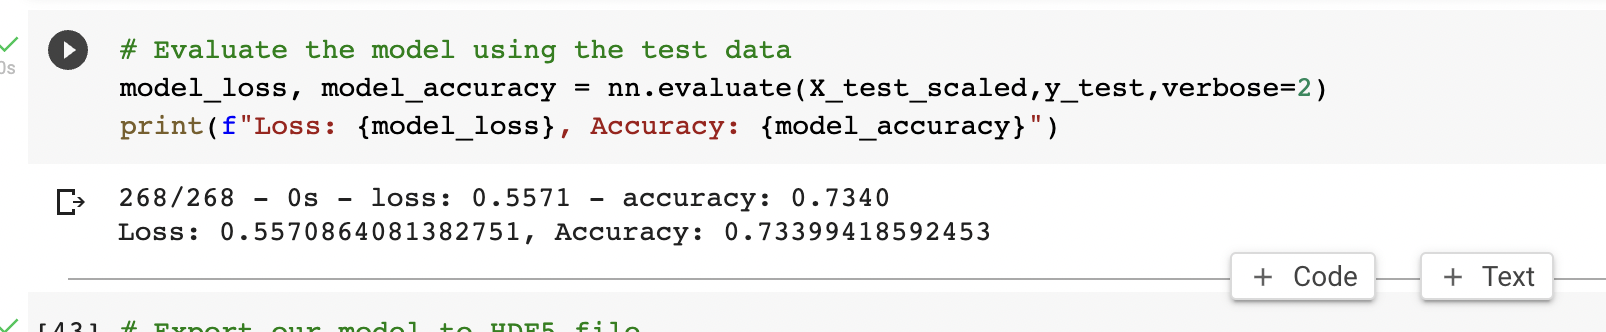 # Evaluate the model using the test data
0s
model_loss, model_accuracy = nn.evaluate(X_test_scaled,y_test,verbose=2)
print(f"Loss: {model_loss}, Accuracy: {model_accuracy}")
268/268 - 0s - loss: 0.5571 - accuracy: 0.7340
Loss: 0.5570864081382751, Accuracy: 0.73399418592453
+ Code + Text
[43] # Export our model to HDF5 file